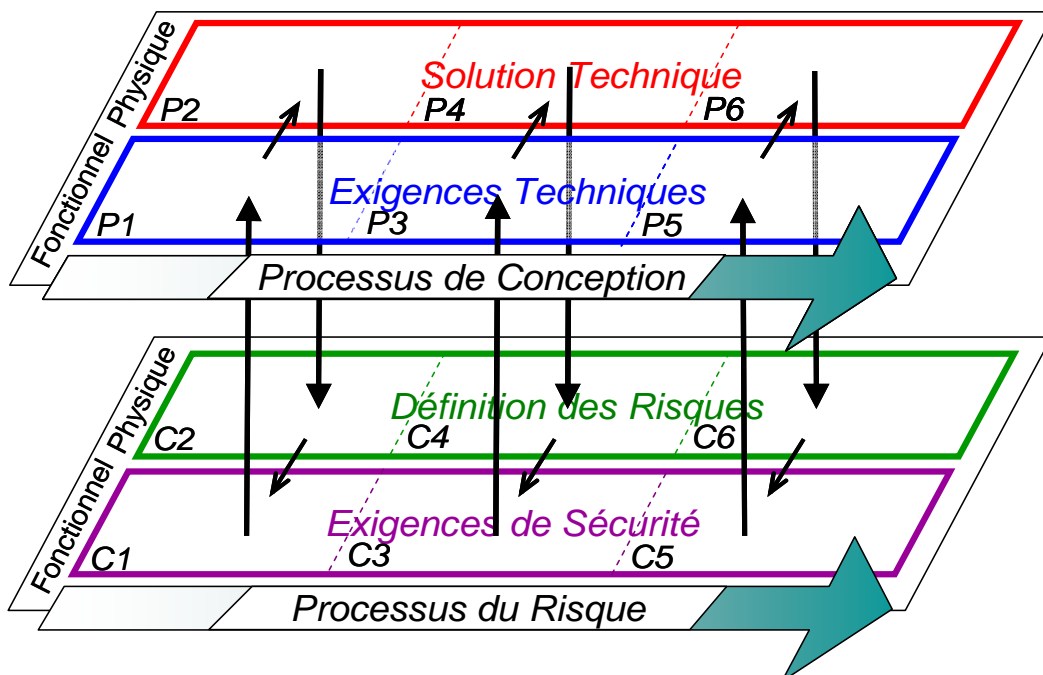 Physique
Solution Technique
P2
P4
P6
Fonctionnel
Exigences Techniques
P1
P3
P5
Processus de Conception
Physique
Définition des Risques
C2
C4
C6
Fonctionnel
Exigences de Sécurité
C1
C3
C5
Processus du Risque